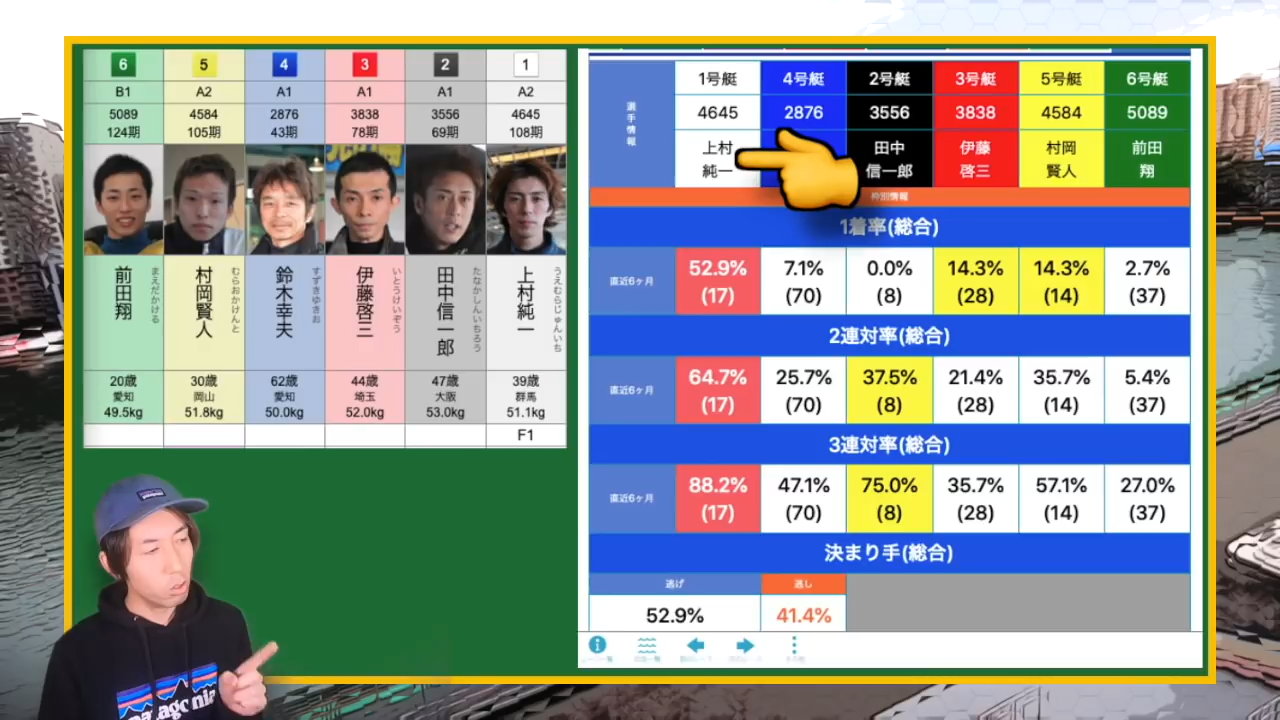 6 5 4 3 2 1
B1 A2 A1 A1 A1 A2
5089 4584 2876 3838 3556 4645
124期 105期 43期 78期 69期 108期
前田翔 まえだかける
村岡賢人 むらおかけんと
鈴木幸夫 すずきゆきお
伊藤啓三 いとうけいぞう
田中信一郎 たなかしんいちろう
上村純一 うえむらじゅんいち
20歳 30歳 62歳 44歳 47歳 39歳
愛知 岡山 愛知 埼玉 大阪 群馬
49.5kg 51.8kg 50.0kg 52.0kg 53.0kg 51.1kg
F1
選手情報
1号艇 4号艇 2号艇 3号艇 5号艇 6号艇
4645 2876 3556 3838 4584 5089
上村 田中 伊藤 村岡 前田
純一 信一郎 啓三 賢人 翔
枠別情報
1着率(総合)
直近6ヶ月 52.9% 7.1% 0.0% 14.3% 14.3% 2.7%
(17) (70) (8) (28) (14) (37)
2連対率(総合)
直近6ヶ月 64.7% 25.7% 37.5% 21.4% 35.7% 5.4%
(17) (70) (8) (28) (14) (37)
3連対率(総合)
直近6ヶ月 88.2% 47.1% 75.0% 35.7% 57.1% 27.0%
(17) (70) (8) (28) (14) (37)
決まり手(総合)
逃げ 逃し
52.9% 41.4%
patagonia